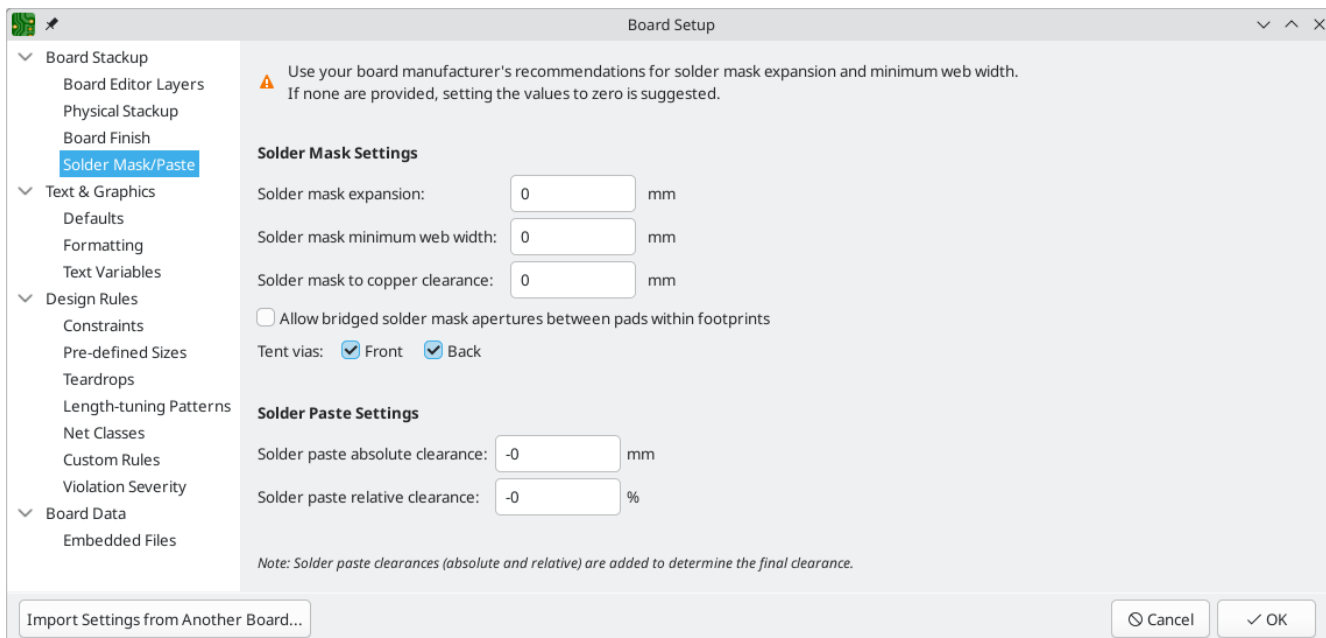 Board Setup
Board Stackup
Board Editor Layers
Physical Stackup
Board Finish
Solder Mask/Paste
Text & Graphics
Defaults
Formatting
Text Variables
Design Rules
Constraints
Pre-defined Sizes
Teardrops
Length-tuning Patterns
Net Classes
Custom Rules
Violation Severity
Board Data
Embedded Files
Use your board manufacturer's recommendations for solder mask expansion and minimum web width.
If none are provided, setting the values to zero is suggested.
Solder Mask Settings
Solder mask expansion: 0 mm
Solder mask minimum web width: 0 mm
Solder mask to copper clearance: 0 mm
Allow bridged solder mask apertures between pads within footprints
Tent vias: Front Back
Solder Paste Settings
Solder paste absolute clearance: -0 mm
Solder paste relative clearance: -0 %
Note: Solder paste clearances (absolute and relative) are added to determine the final clearance.
Import Settings from Another Board... Cancel OK